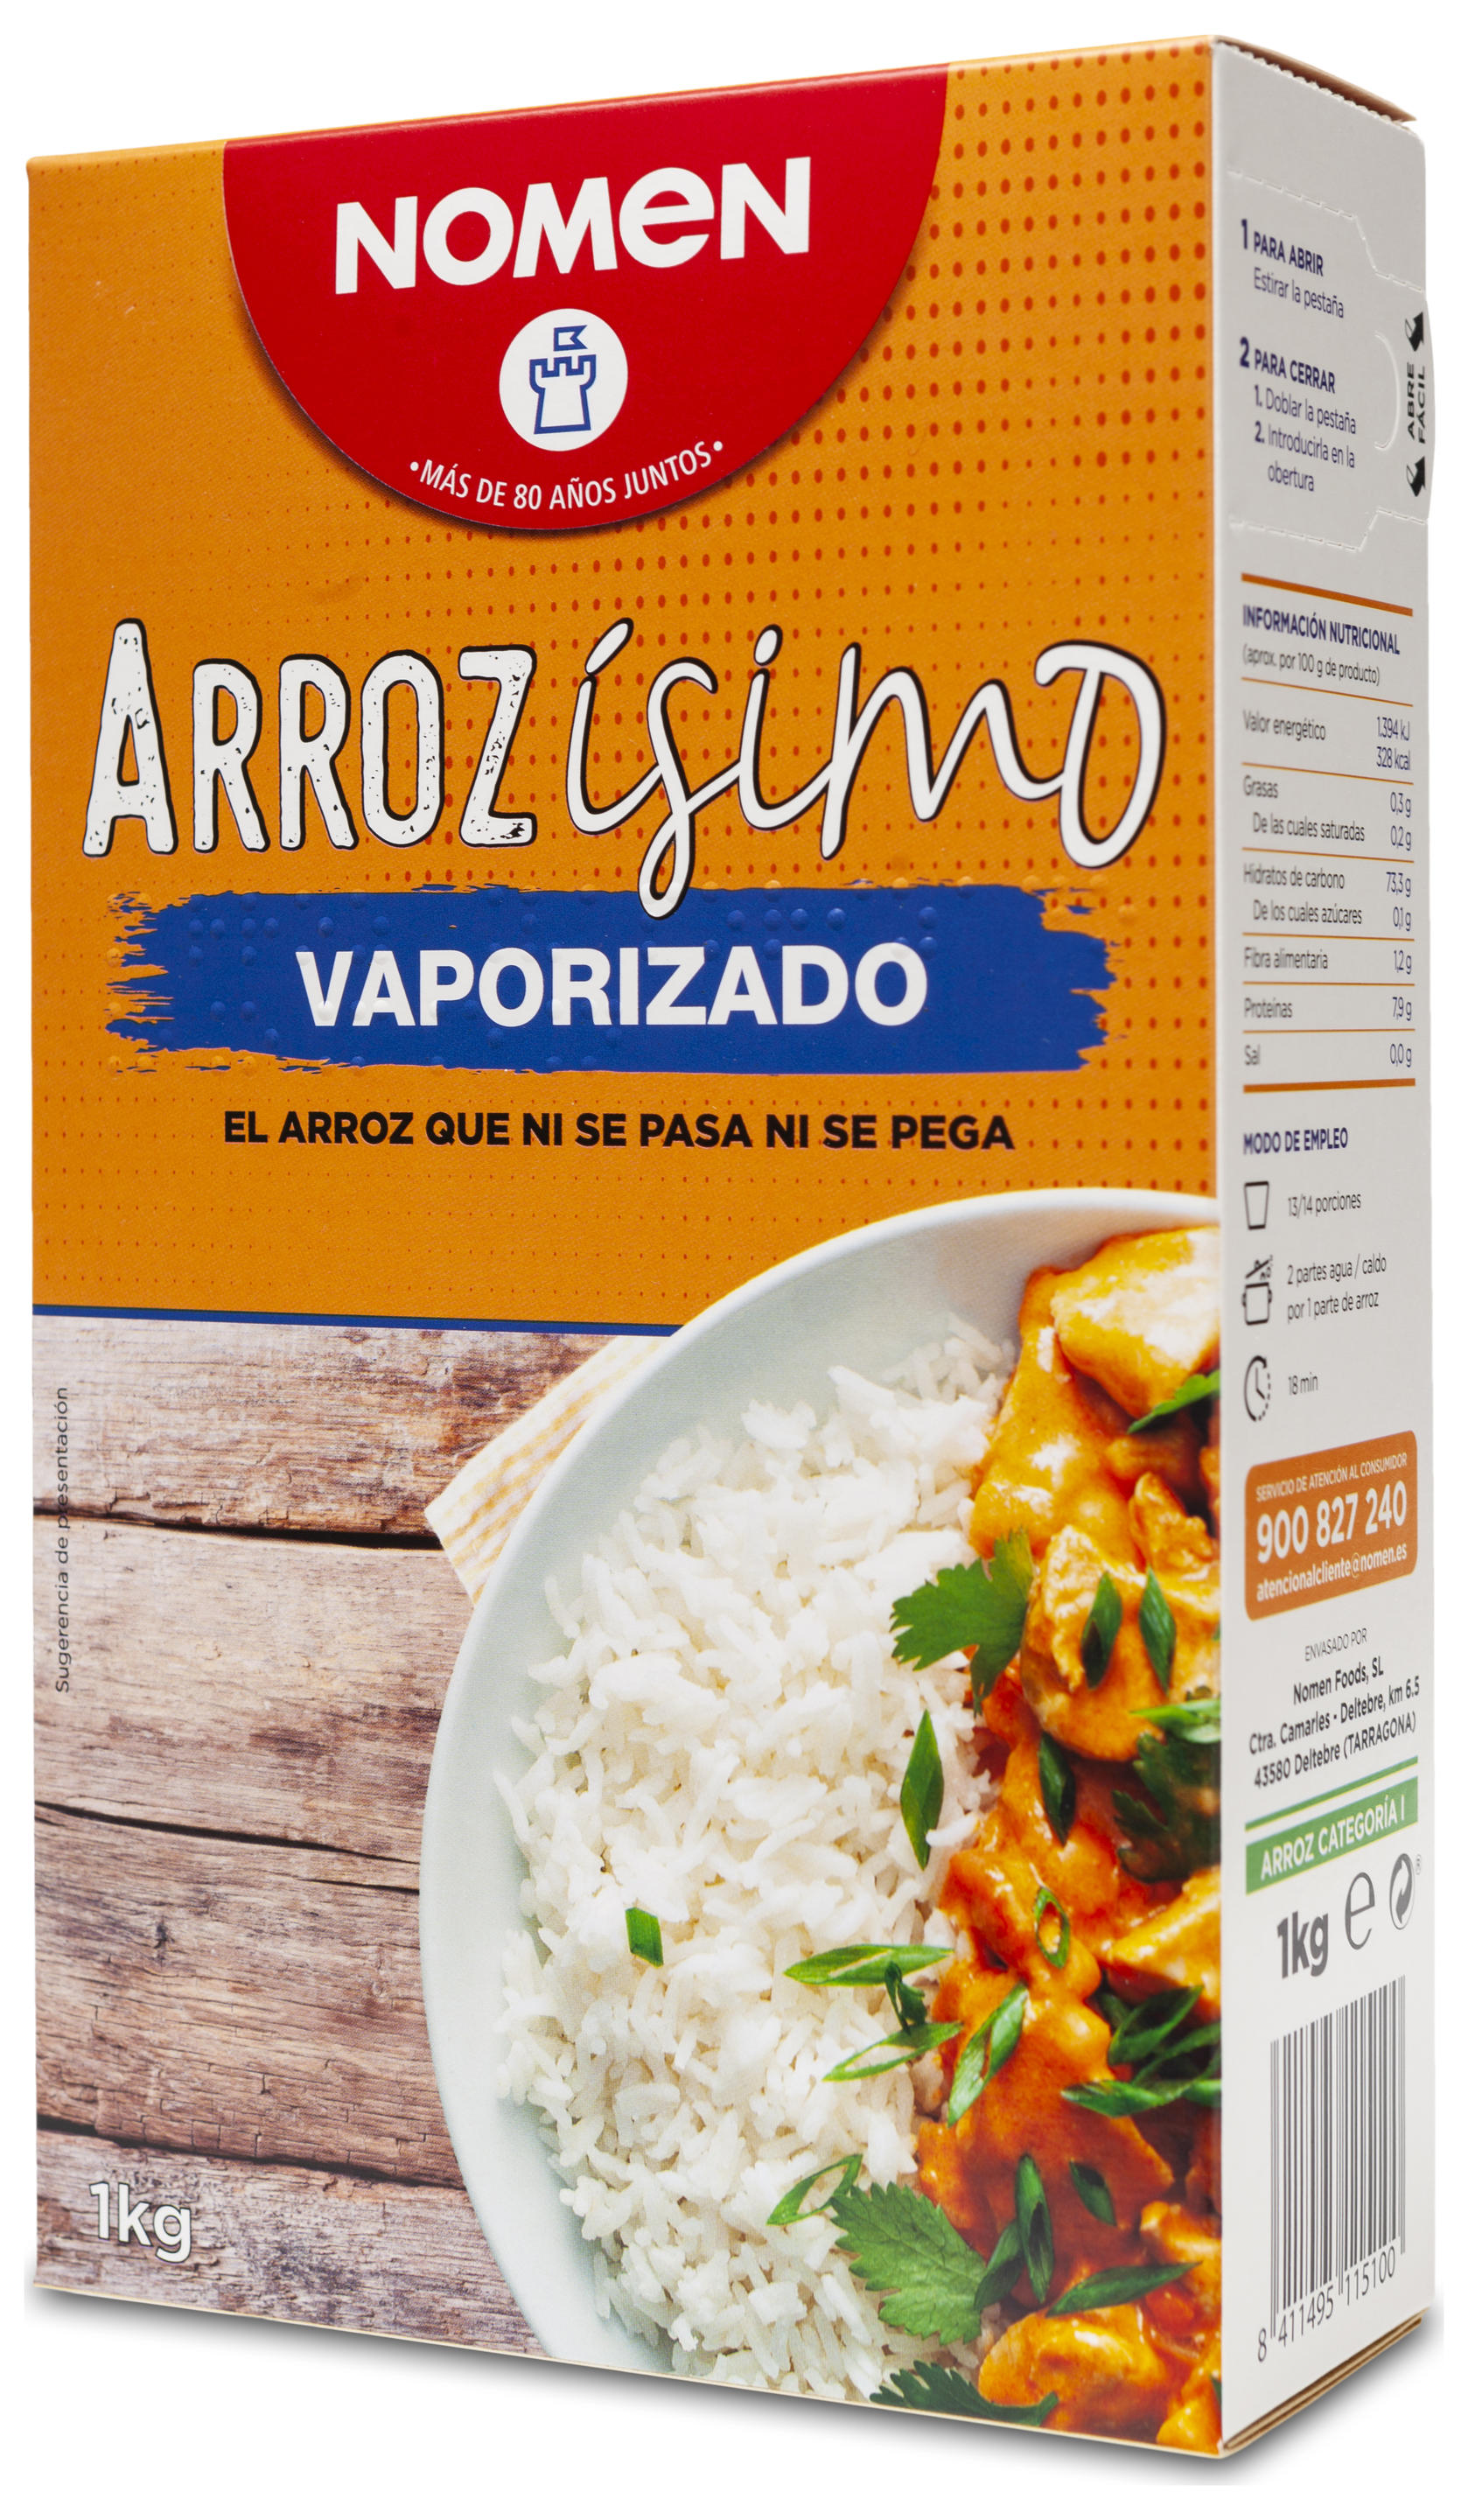 NOMeN
•MÁS DE 80 AÑOS JUNTOS•
ARROZísimo
VAPORIZADO
EL ARROZ QUE NI SE PASA NI SE PEGA
Sugerencia de presentación
1kg
1 PARA ABRIR
Estirar la pestaña
2 PARA CERRAR
1. Doblar la pestaña
2. Introducirla en la
obertura
ABRE
FÁCIL
INFORMACIÓN NUTRICIONAL
(aprox. por 100 g de producto)
Valor energético 1.394 kJ
328 kcal
Grasas 0,3 g
De las cuales saturadas 0,2 g
Hidratos de carbono 73,3 g
De los cuales azúcares 0,1 g
Fibra alimentaria 1,2 g
Proteinas 7,9 g
Sal 0,0 g
MODO DE EMPLEO
13/14 porciones
2 partes agua / caldo
por 1 parte de arroz
18 min
SERVICIO DE ATENCIÓN AL CONSUMIDOR
900 827 240
atencionalcliente@nomen.es
ENVASADO POR
Nomen Foods, SL
Ctra. Camarles - Deltebre, km 6.5
43580 Deltebre (TARRAGONA)
ARROZ CATEGORÍA I
1kg e ®
8 411495 115100